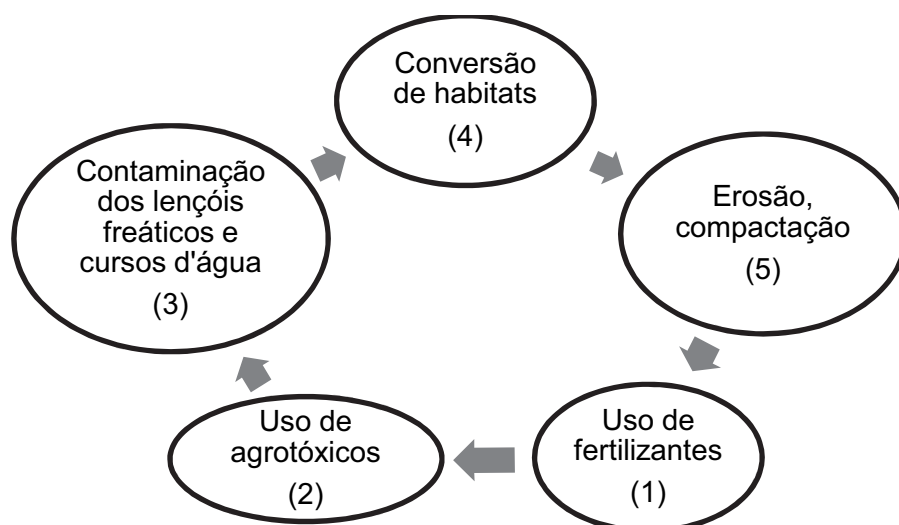 Conversão
de habitats
(4)
Erosão,
compactação
(5)
Uso de
fertilizantes
(1)
Uso de
agrotóxicos
(2)
Contaminação
dos lençóis
freáticos e
cursos d'água
(3)